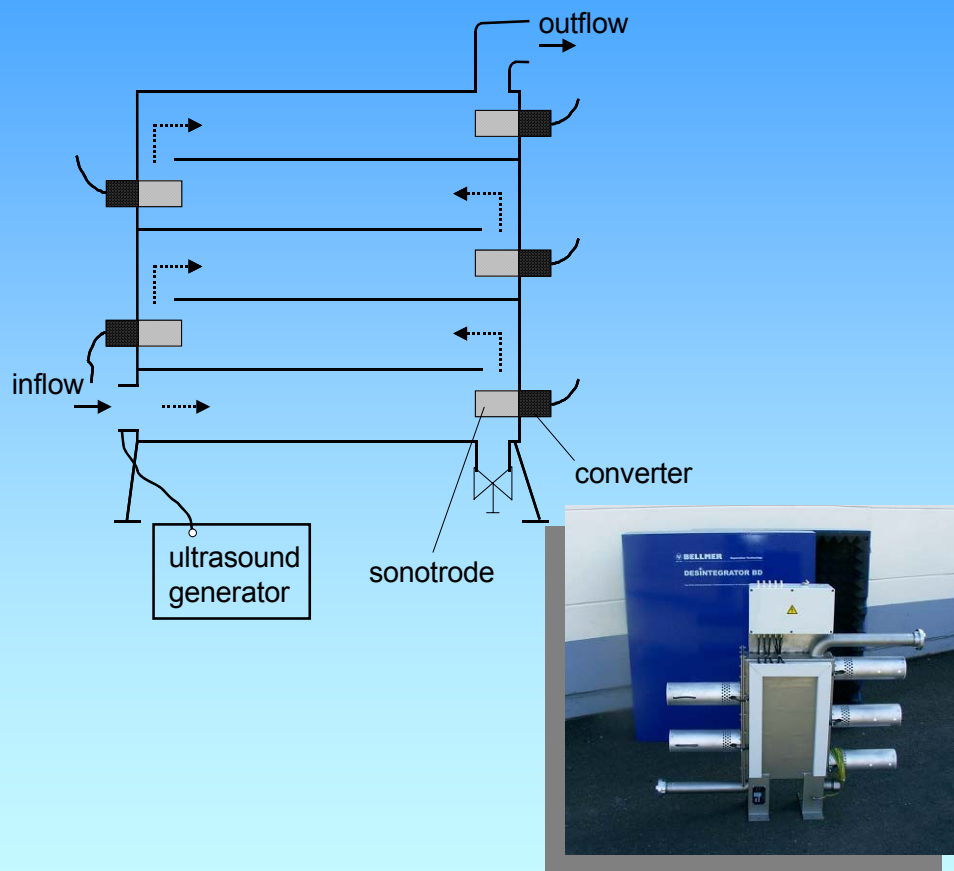 outflow
inflow
converter
ultrasound
generator
sonotrode
BELLMER
DESINTEGRATOR BD